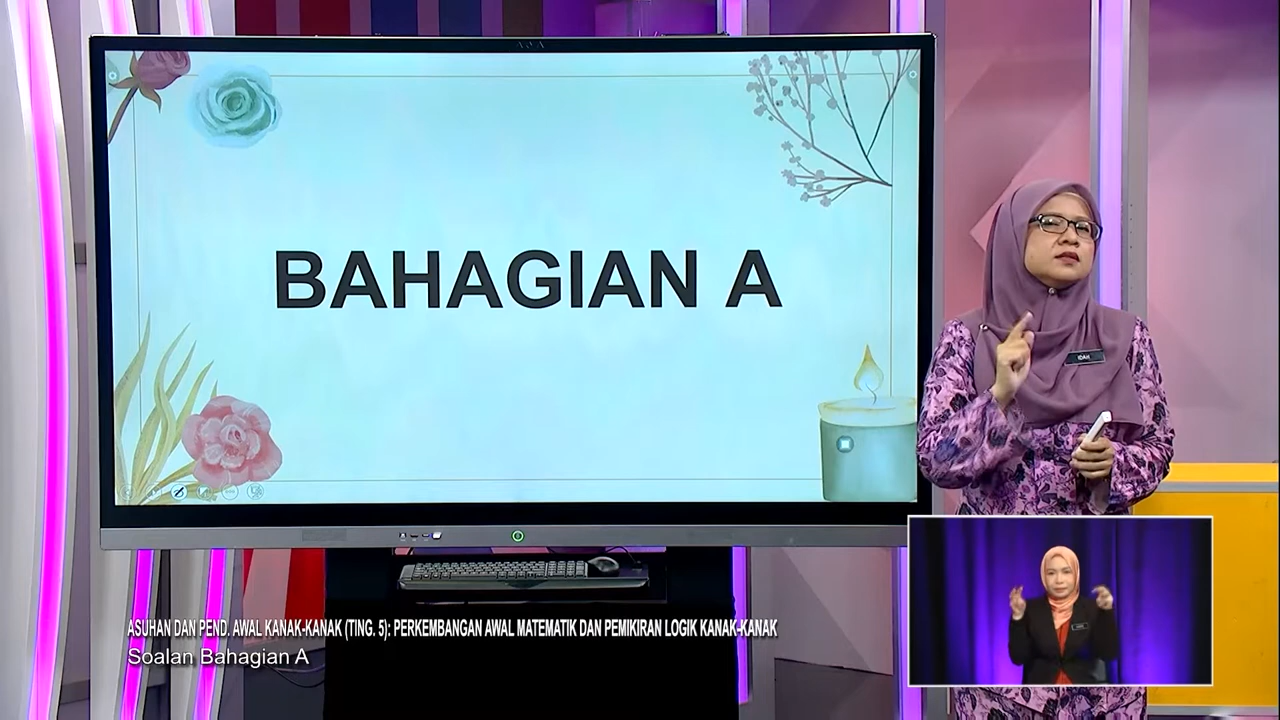 BAHAGIAN A
IDAH
ASUHAN DAN PEND. AWAL KANAK-KANAK (TING. 5): PERKEMBANGAN AWAL MATEMATIK DAN PEMIKIRAN LOGIK KANAK-KANAK
Soalan Bahagian A